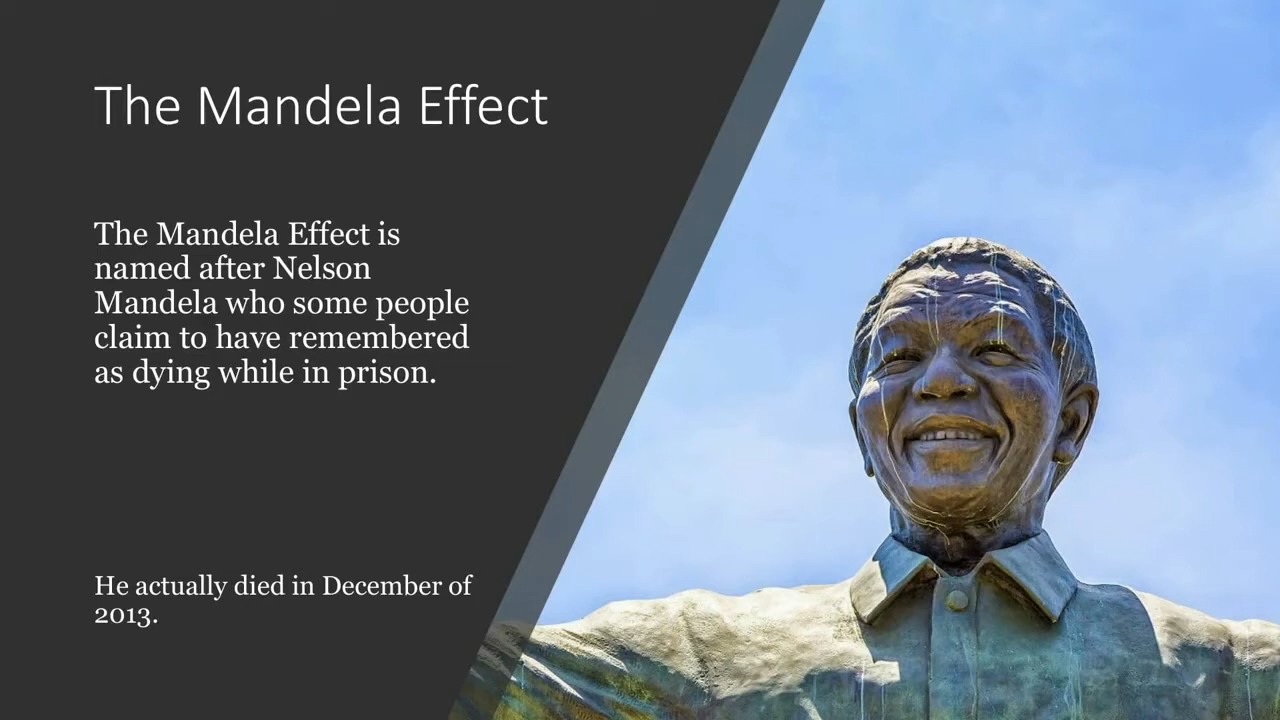 The Mandela Effect
The Mandela Effect is
named after Nelson
Mandela who some people
claim to have remembered
as dying while in prison.
He actually died in December of
2013.